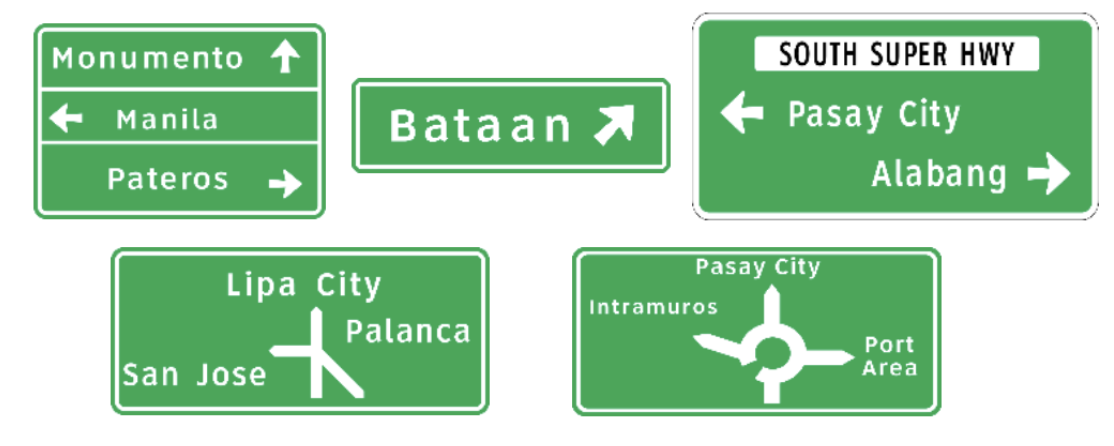 Monumento
Manila
Pateros
Bataan
SOUTH SUPER HWY
Pasay City
Alabang
Lipa City
Palanca
San Jose
Pasay City
Intramuros
Port
Area